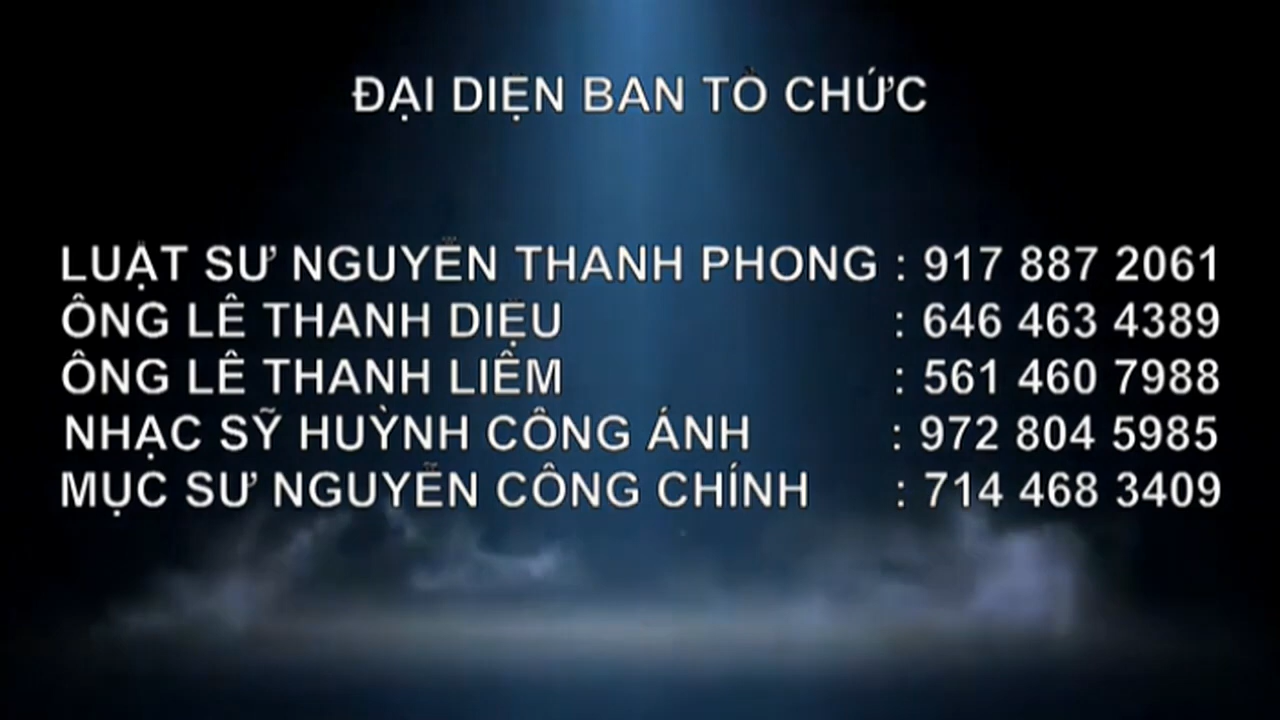 ĐẠI DIỆN BAN TỔ CHỨC
LUẬT SƯ NGUYỄN THANH PHONG : 917 887 2061
ÔNG LÊ THANH DIỆU : 646 463 4389
ÔNG LÊ THANH LIÊM : 561 460 7988
NHẠC SỸ HUỲNH CÔNG ÁNH : 972 804 5985
MỤC SƯ NGUYỄN CÔNG CHÍNH : 714 468 3409